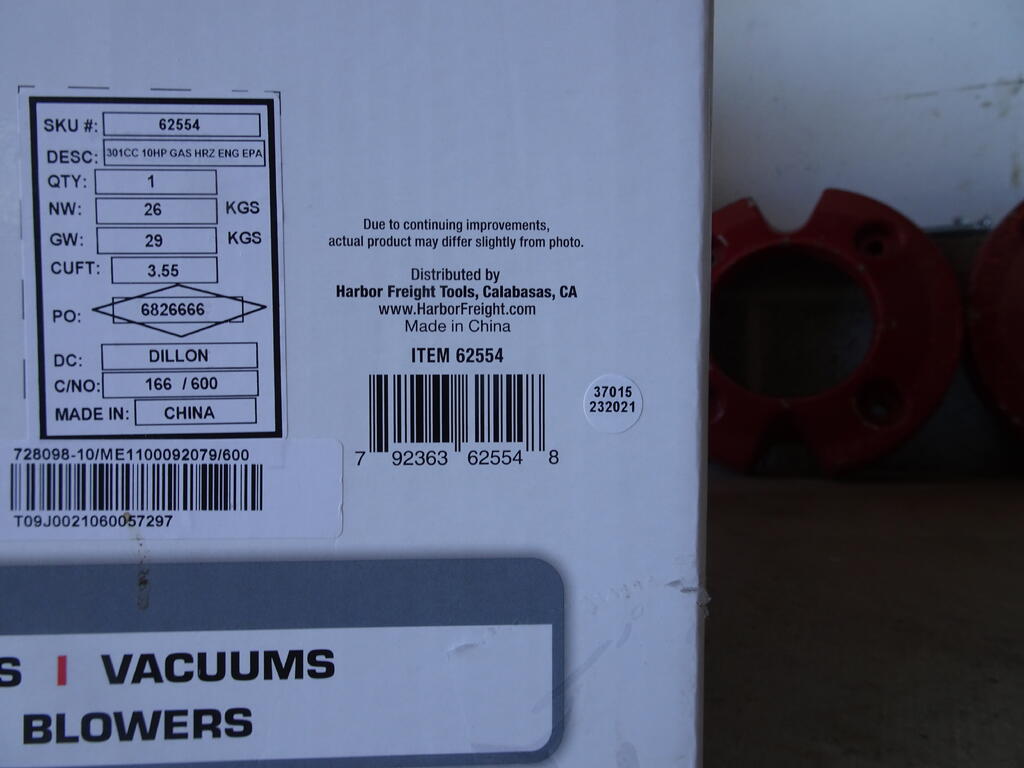 SKU #: 62554
DESC: 301CC 10HP GAS HRZ ENG EPA
QTY: 1
NW: 26 KGS
GW: 29 KGS
CUFT: 3.55
PO: 6826666
DC: DILLON
C/NO: 166 / 600
MADE IN: CHINA
728098-10/ME1100092079/600
T09J0021060057297
Due to continuing improvements,
actual product may differ slightly from photo.
Distributed by
Harbor Freight Tools, Calabasas, CA
www.HarborFreight.com
Made in China
ITEM 62554
7 92363 62554 8
37015
232021
S | VACUUMS
BLOWERS